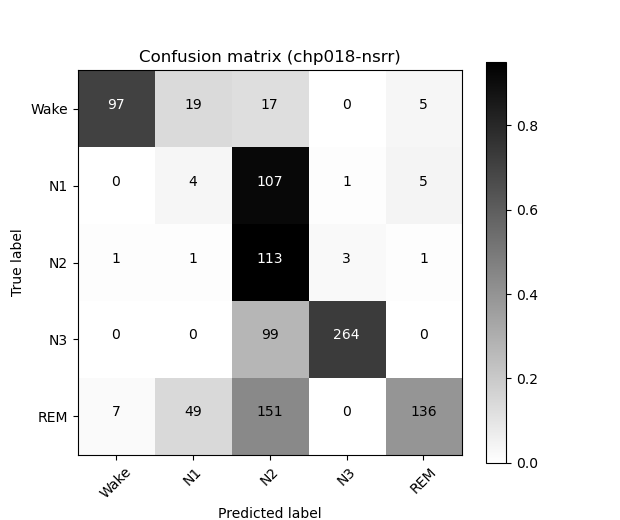 Confusion matrix (chp018-nsrr)
True label
Wake 97 19 17 0 5
N1 0 4 107 1 5
N2 1 1 113 3 1
N3 0 0 99 264 0
REM 7 49 151 0 136
Wake N1 N2 N3 REM
Predicted label
0.8
0.6
0.4
0.2
0.0